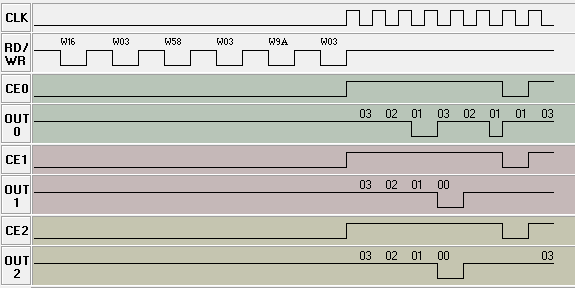 CLK
RD/
WR
W16 W03 W58 W03 W9A W03
CE0
OUT
0
03 02 01 03 02 01 01 03
CE1
OUT
1
03 02 01 00
CE2
OUT
2
03 02 01 00 03